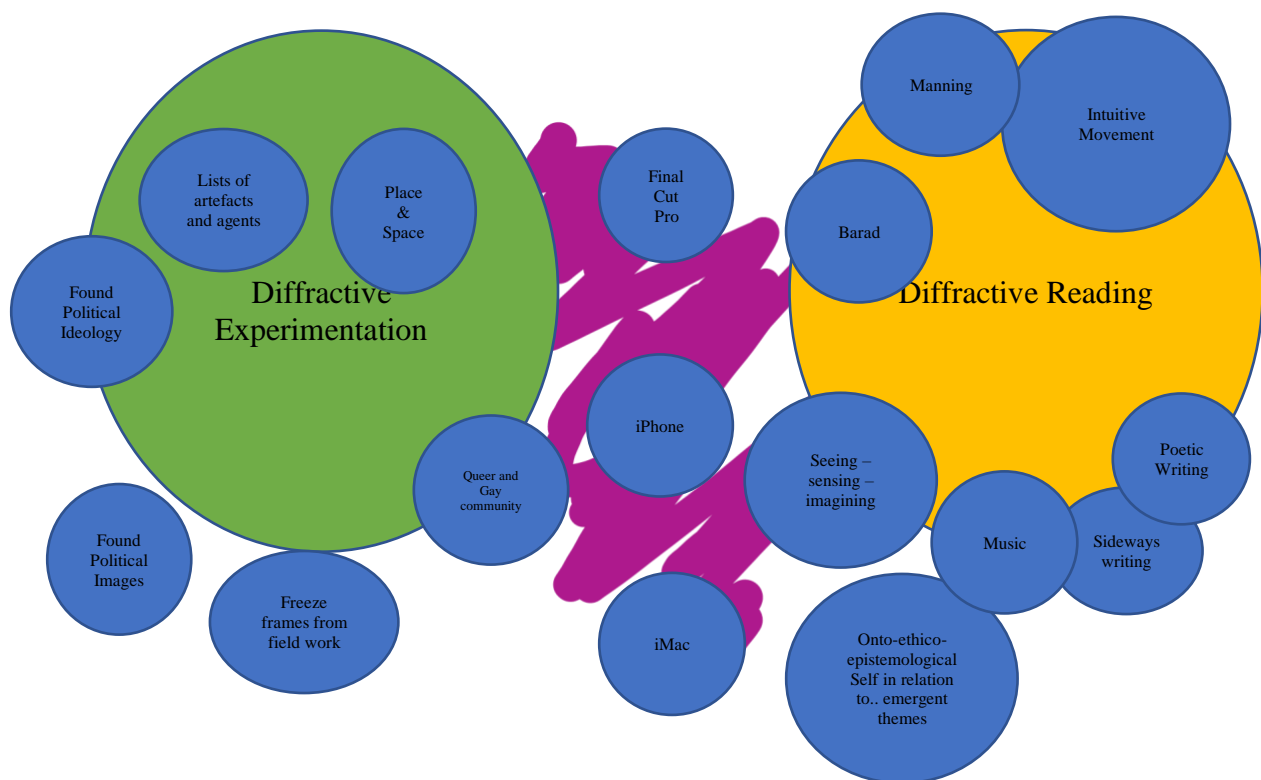 Manning
Intuitive
Movement
Lists of
artefacts
and agents
Place
&
Space
Final
Cut
Pro
Barad
Found
Political
Ideology
Diffractive
Experimentation
Diffractive Reading
iPhone
Seeing –
sensing –
imagining
Poetic
Writing
Queer and
Gay
community
Found
Political
Images
Music
Sideways
writing
Freeze
frames from
field work
iMac
Onto-ethico-
epistemological
Self in relation
to.. emergent
themes